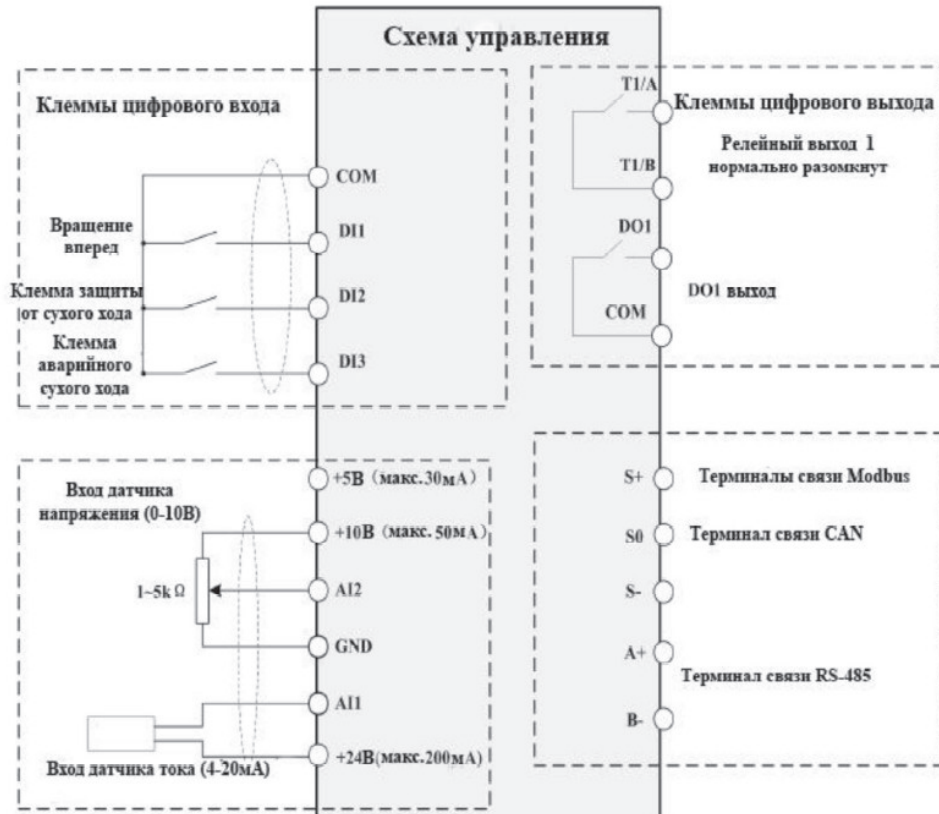 Схема управления
Клеммы цифрового входа
COM
Вращение
вперед
DI1
Клемма защиты
от сухого хода
DI2
Клемма
аварийного
сухого хода
DI3
T1/A
Клеммы цифрового выхода
Релейный выход 1
нормально разомкнут
T1/B
DO1
DO1 выход
COM
+5В (макс.30мА)
Вход датчика
напряжения (0-10В)
+10В (макс.50мА)
1~5k Ω
AI2
GND
AI1
+24В(макс.200мА)
Вход датчика тока (4-20мА)
S+
Терминалы связи Modbus
S0
Терминал связи CAN
S-
A+
Терминал связи RS-485
B-